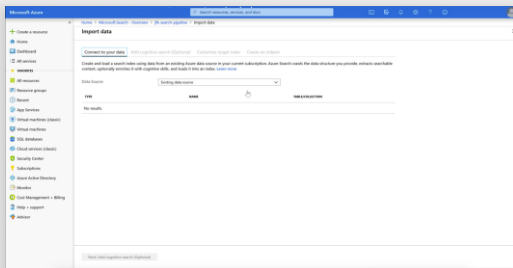 Microsoft Azure
Search resources, services, and docs
Home > Microsoft Search - Overview > jfk-search-pipeline > Import data
Import data
Create a resource
Home
Dashboard
All services
FAVORITES
All resources
Resource groups
Recent
App Services
Virtual machines (classic)
Virtual machines
SQL databases
Cloud services (classic)
Security Center
Subscriptions
Azure Active Directory
Monitor
Cost Management + Billing
Help + support
Advisor
Connect to your data
Add cognitive search (Optional)
Customize target index
Create an indexer
Create and load a search index using data from an existing Azure data source in your current subscription. Azure Search crawls the data structure you provide, extracts searchable
content, optionally enriches it with cognitive skills, and loads it into an index. Learn more
Data Source
Existing data source
TYPE
NAME
TABLE/COLLECTION
No results.
Next: Add cognitive search (Optional)